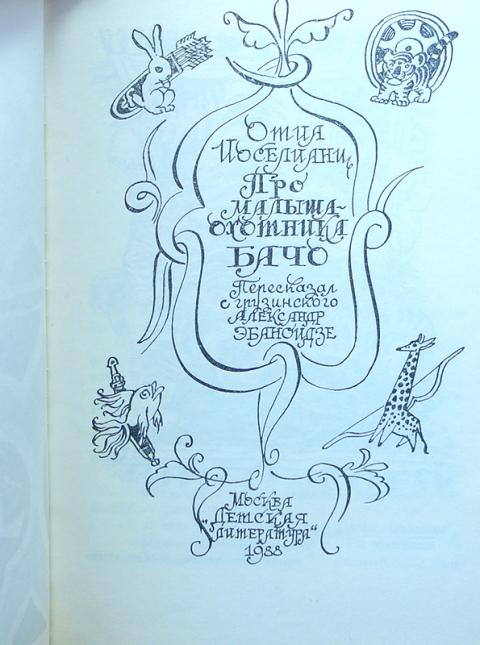 Отиа
Иоселиани
Про
малыша-
охотника
Бачо
Пересказал
с грузинского
Александр
Эбаноидзе
Москва
"Детская
литература"
1988